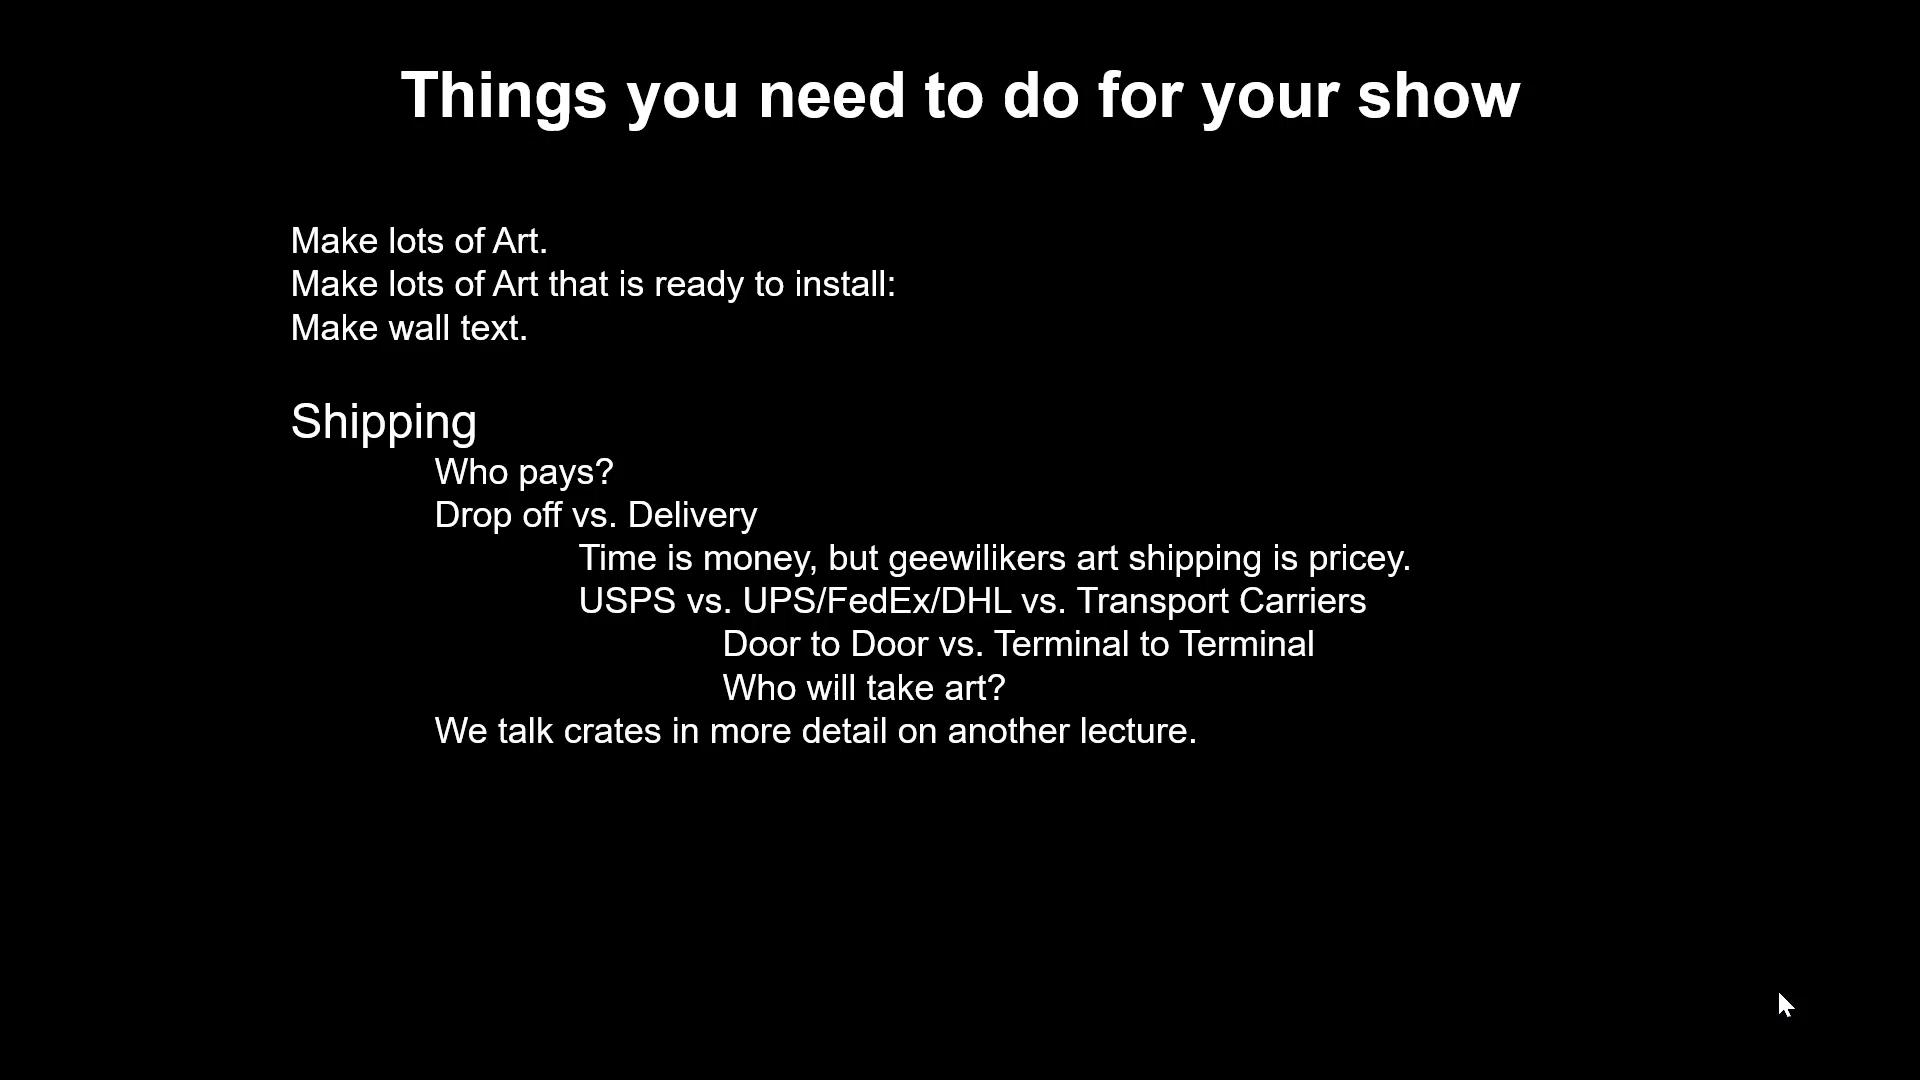 Things you need to do for your show
Make lots of Art.
Make lots of Art that is ready to install:
Make wall text.
Shipping
Who pays?
Drop off vs. Delivery
Time is money, but geewilikers art shipping is pricey.
USPS vs. UPS/FedEx/DHL vs. Transport Carriers
Door to Door vs. Terminal to Terminal
Who will take art?
We talk crates in more detail on another lecture.